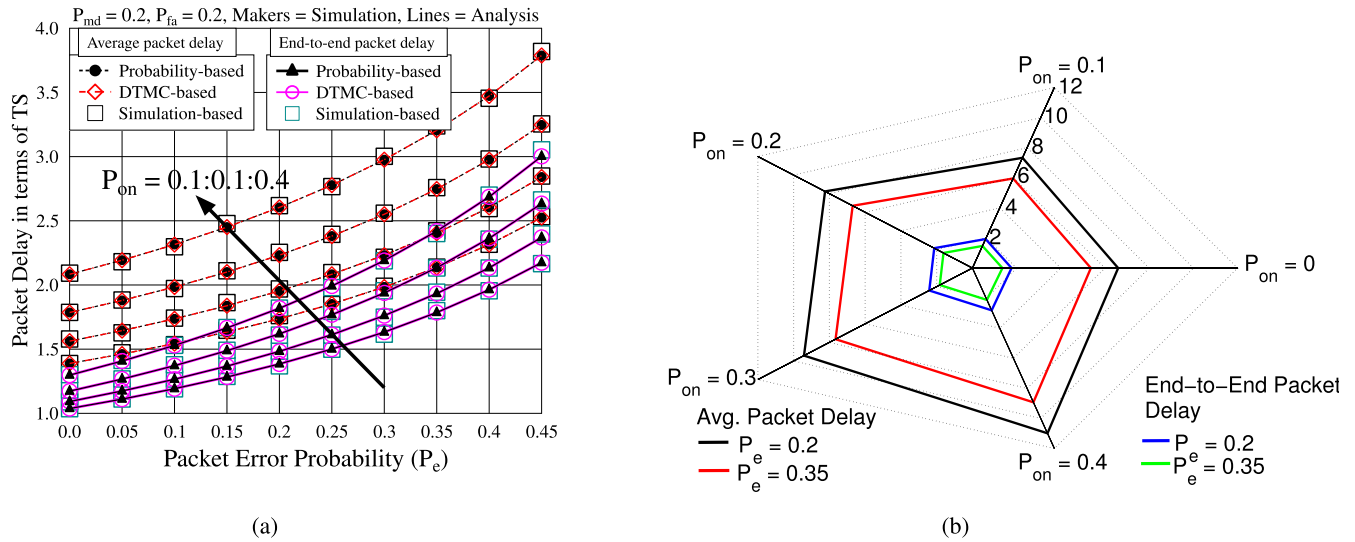 P_md = 0.2, P_fa = 0.2, Makers = Simulation, Lines = Analysis
Average packet delay
Probability-based
DTMC-based
Simulation-based
End-to-end packet delay
Probability-based
DTMC-based
Simulation-based
P_on = 0.1:0.1:0.4
Packet Delay in terms of TS
4.0
3.5
3.0
2.5
2.0
1.5
1.0
0.0 0.05 0.1 0.15 0.2 0.25 0.3 0.35 0.4 0.45
Packet Error Probability (P_e)
(a)
P_on = 0.1
12
10
8
6
4
2
P_on = 0.2
P_on = 0
P_on = 0.3
P_on = 0.4
Avg. Packet Delay
P_e = 0.2
P_e = 0.35
End−to−End Packet
Delay
P_e = 0.2
P_e = 0.35
(b)